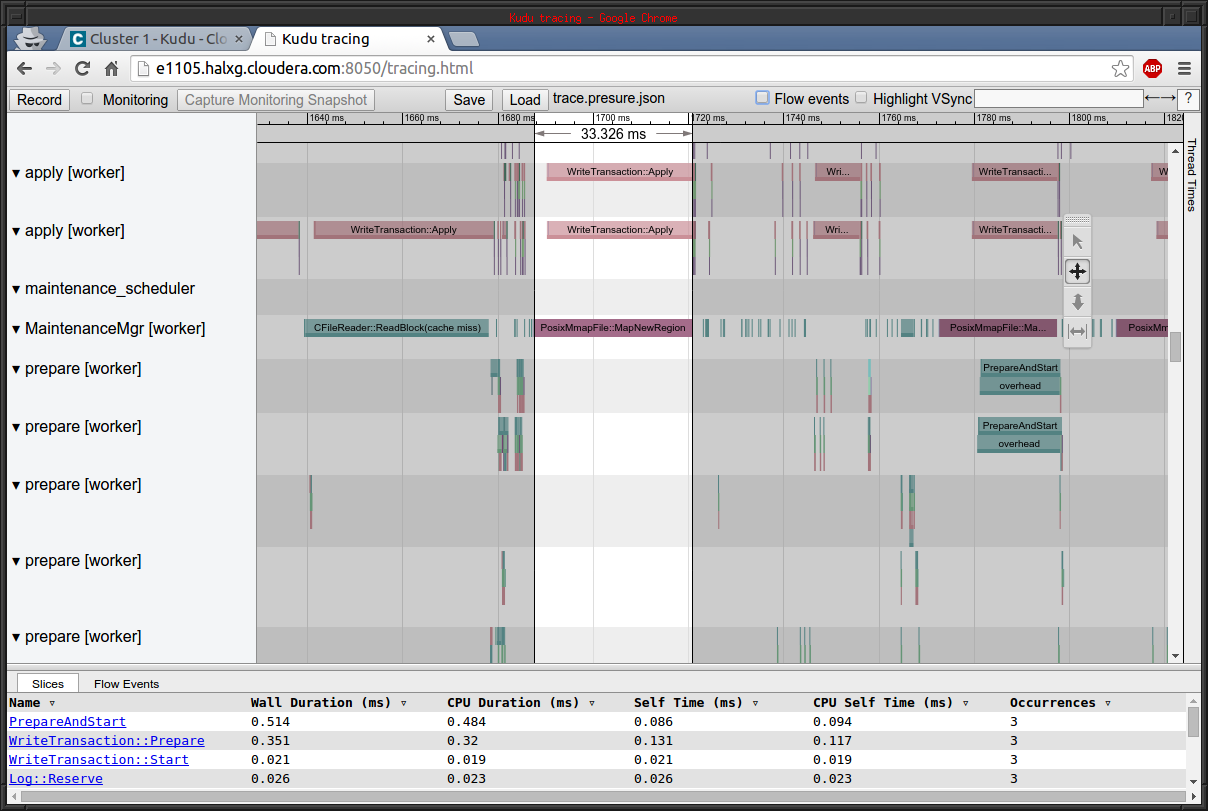 Kudu tracing - Google Chrome
C Cluster 1 - Kudu - Clo × Kudu tracing ×
e1105.halxg.cloudera.com:8050/tracing.html ABP
Record Monitoring Capture Monitoring Snapshot Save Load trace.presure.json Flow events Highlight VSync ←→ ?
1640 ms 1660 ms 1680 ms 1700 ms 1720 ms 1740 ms 1760 ms 1780 ms 1800 ms 1820
33.326 ms
Thread Times
▼ apply [worker] WriteTransaction::Apply Wri... WriteTransacti... W
▼ apply [worker] WriteTransaction::Apply WriteTransaction::Apply Wri... WriteTransacti...
▼ maintenance_scheduler
▼ MaintenanceMgr [worker] CFileReader::ReadBlock(cache miss) PosixMmapFile::MapNewRegion PosixMmapFile::Ma... PosixMm
▼ prepare [worker] PrepareAndStart
overhead
▼ prepare [worker] PrepareAndStart
overhead
▼ prepare [worker]
▼ prepare [worker]
▼ prepare [worker]
Slices Flow Events
Name ▽ Wall Duration (ms) ▽ CPU Duration (ms) ▽ Self Time (ms) ▽ CPU Self Time (ms) ▽ Occurrences ▽
PrepareAndStart 0.514 0.484 0.086 0.094 3
WriteTransaction::Prepare 0.351 0.32 0.131 0.117 3
WriteTransaction::Start 0.021 0.019 0.021 0.019 3
Log::Reserve 0.026 0.023 0.026 0.023 3